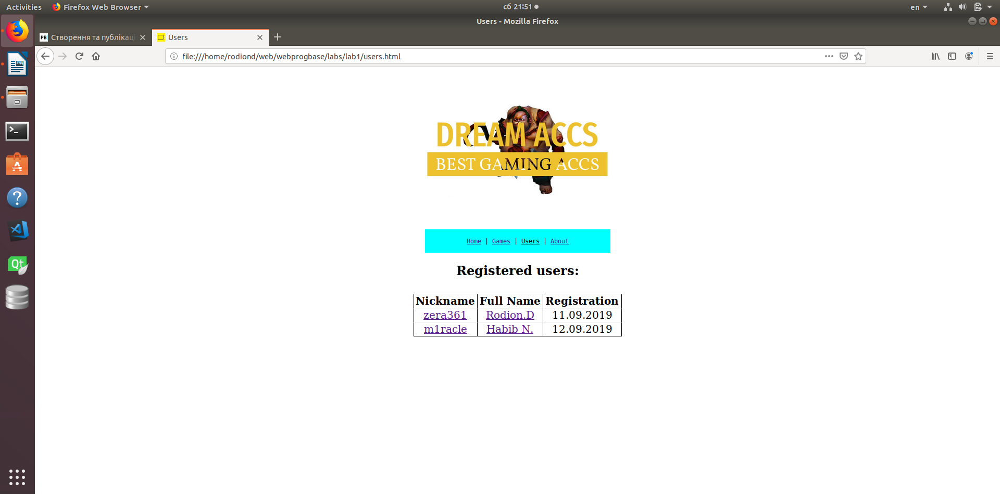 Activities Firefox Web Browser сб 21:51 en
Users - Mozilla Firefox
Створення та публікаці Users
file:///home/rodiond/web/webprogbase/labs/lab1/users.html
DREAM ACCS
BEST GAMING ACCS
Home | Games | Users | About
Registered users:
Nickname Full Name Registration
zera361 Rodion.D 11.09.2019
m1racle Habib N. 12.09.2019